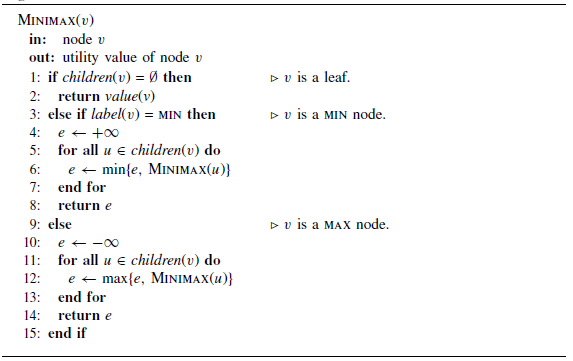 MINIMAX(v)
in: node v
out: utility value of node v
1: if children(v) = ∅ then ▷ v is a leaf.
2: return value(v)
3: else if label(v) = MIN then ▷ v is a MIN node.
4: e ← +∞
5: for all u ∈ children(v) do
6: e ← min{e, MINIMAX(u)}
7: end for
8: return e
9: else ▷ v is a MAX node.
10: e ← −∞
11: for all u ∈ children(v) do
12: e ← max{e, MINIMAX(u)}
13: end for
14: return e
15: end if